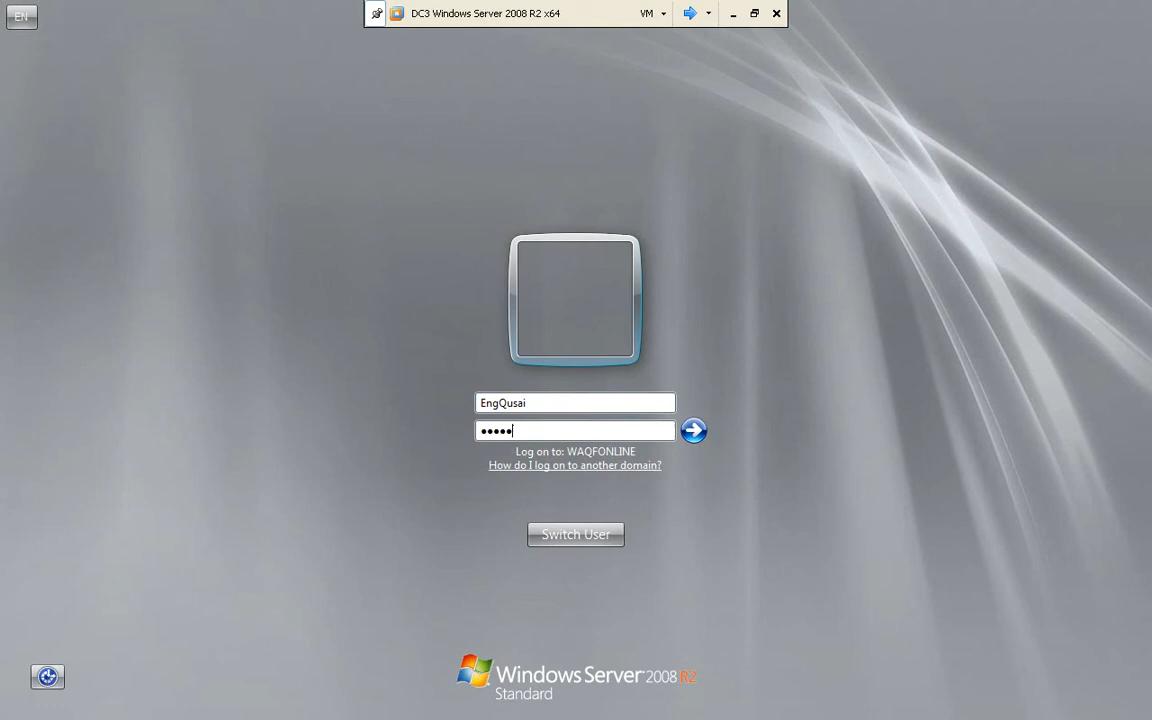 EN
DC3 Windows Server 2008 R2 x64
VM
EngQusai
●●●●●
Log on to: WAQFONLINE
How do I log on to another domain?
Switch User
Windows Server 2008 R2
Standard